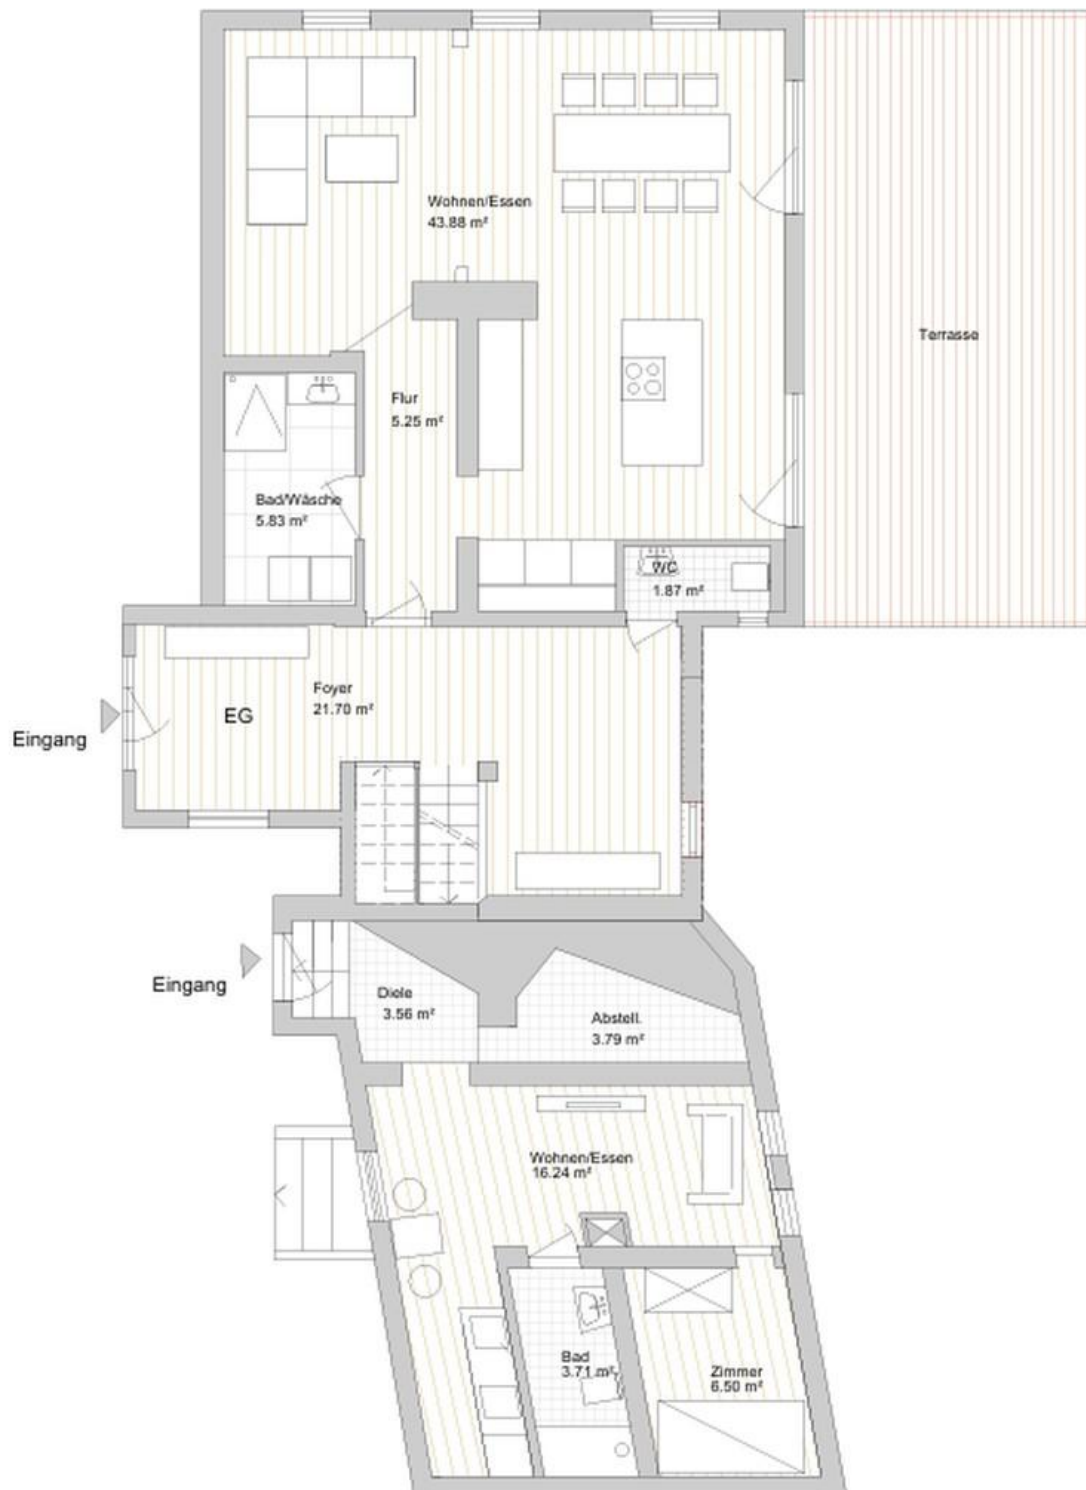 Wohnen/Essen
43.88 m²
Terrasse
Flur
5.25 m²
Bad/Wäsche
5.83 m²
WC
1.87 m²
Foyer
21.70 m²
EG
Eingang
Eingang
Diele
3.56 m²
Abstell.
3.79 m²
Wohnen/Essen
16.24 m²
Bad
3.71 m²
Zimmer
6.50 m²